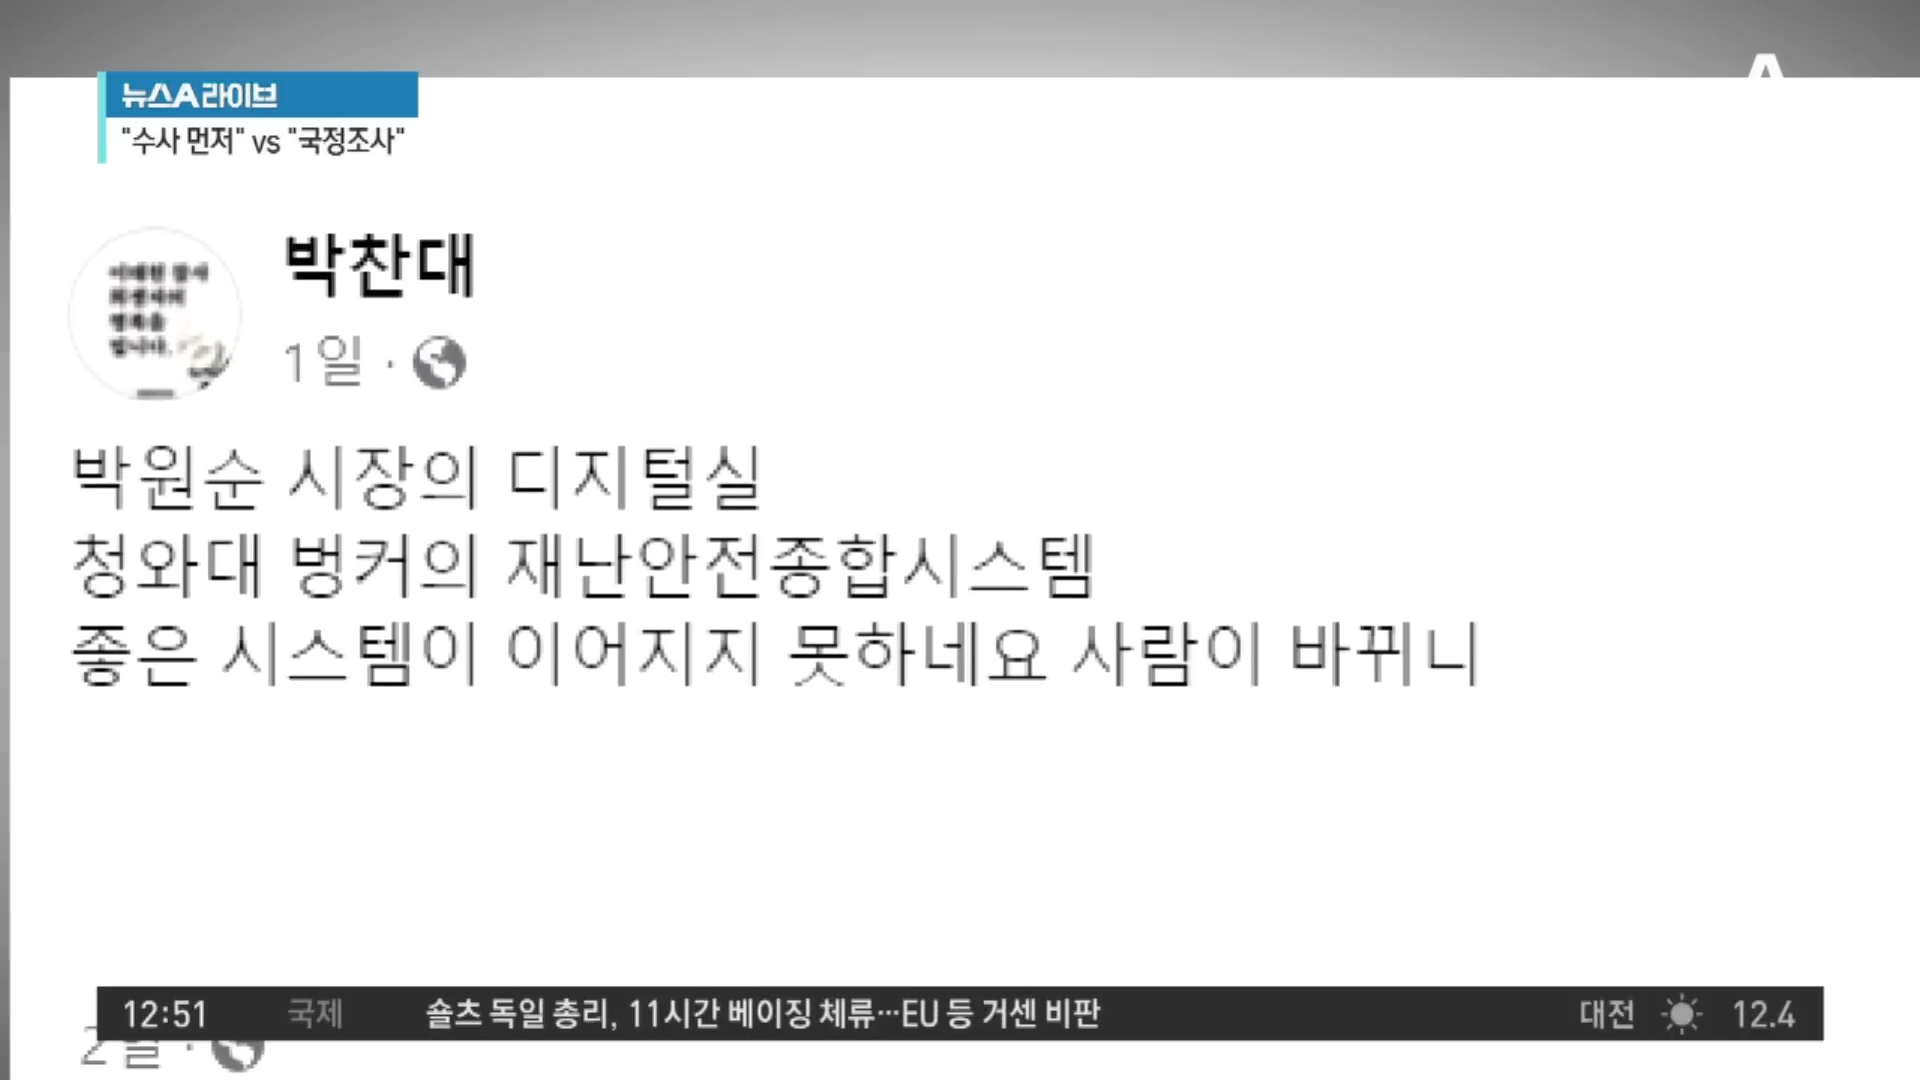 뉴스A라이브
"수사 먼저" vs "국정조사"
박찬대
1일 ·
박원순 시장의 디지털실
청와대 벙커의 재난안전종합시스템
좋은 시스템이 이어지지 못하네요 사람이 바뀌니
12:51 국제 숄츠 독일 총리, 11시간 베이징 체류…EU 등 거센 비판 대전 12.4
2일 ·